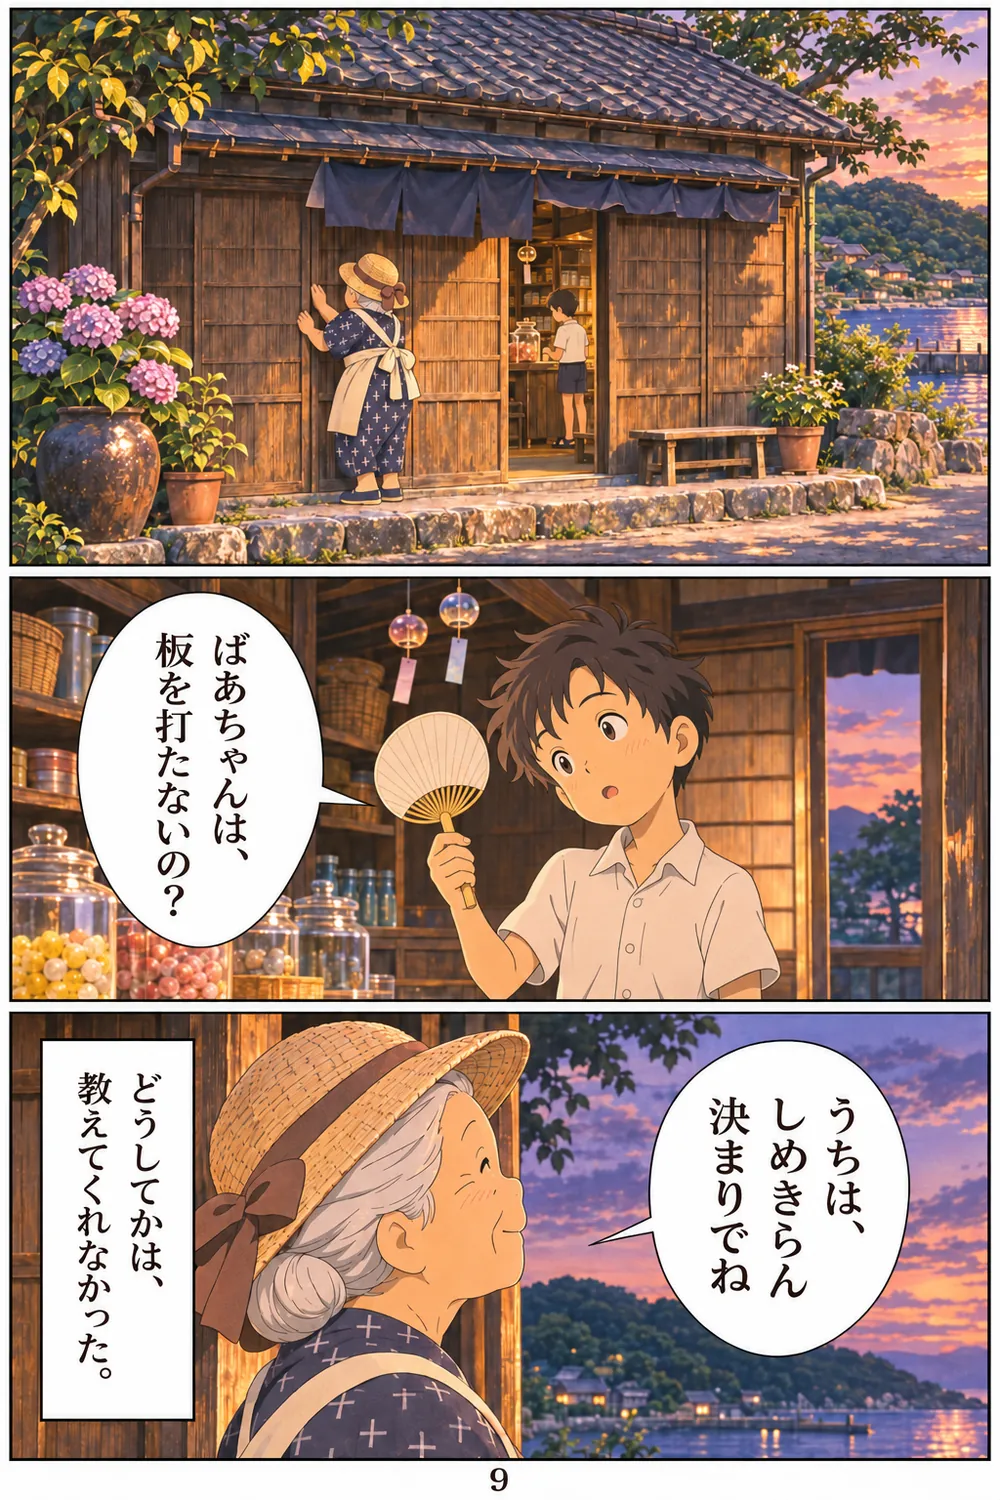 ばあちゃんは、
板を打たないの？
うちは、
しめきらん
決まりでね
どうしてかは、
教えてくれなかった。
9